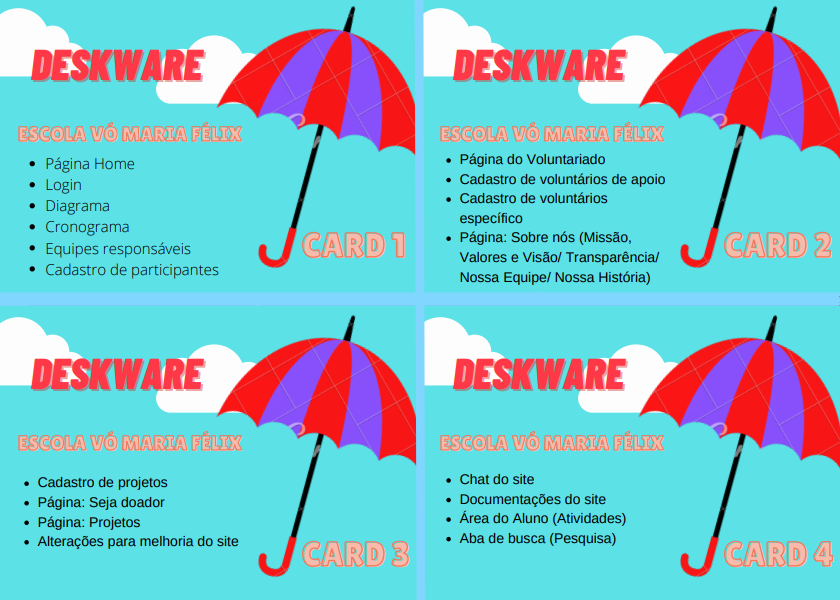 DESKWARE
ESCOLA VÓ MARIA FÉLIX
Página Home
Login
Diagrama
Cronograma
Equipes responsáveis
Cadastro de participantes
CARD 1
DESKWARE
ESCOLA VÓ MARIA FÉLIX
Página do Voluntariado
Cadastro de voluntários de apoio
Cadastro de voluntários
específico
Página: Sobre nós (Missão,
Valores e Visão/ Transparência/
Nossa Equipe/ Nossa História)
CARD 2
DESKWARE
ESCOLA VÓ MARIA FÉLIX
Cadastro de projetos
Página: Seja doador
Página: Projetos
Alterações para melhoria do site
CARD 3
DESKWARE
ESCOLA VÓ MARIA FÉLIX
Chat do site
Documentações do site
Área do Aluno (Atividades)
Aba de busca (Pesquisa)
CARD 4